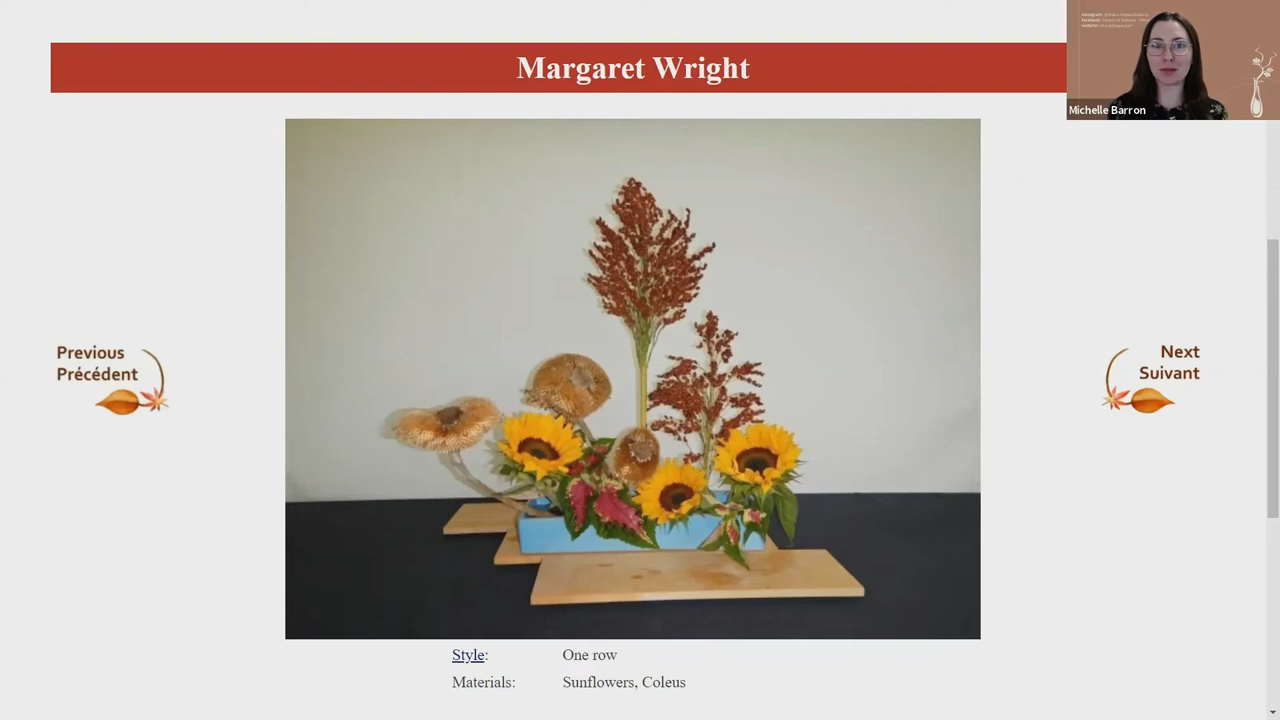 Margaret Wright
Michelle Barron
Previous
Précédent
Next
Suivant
Style: One row
Materials: Sunflowers, Coleus